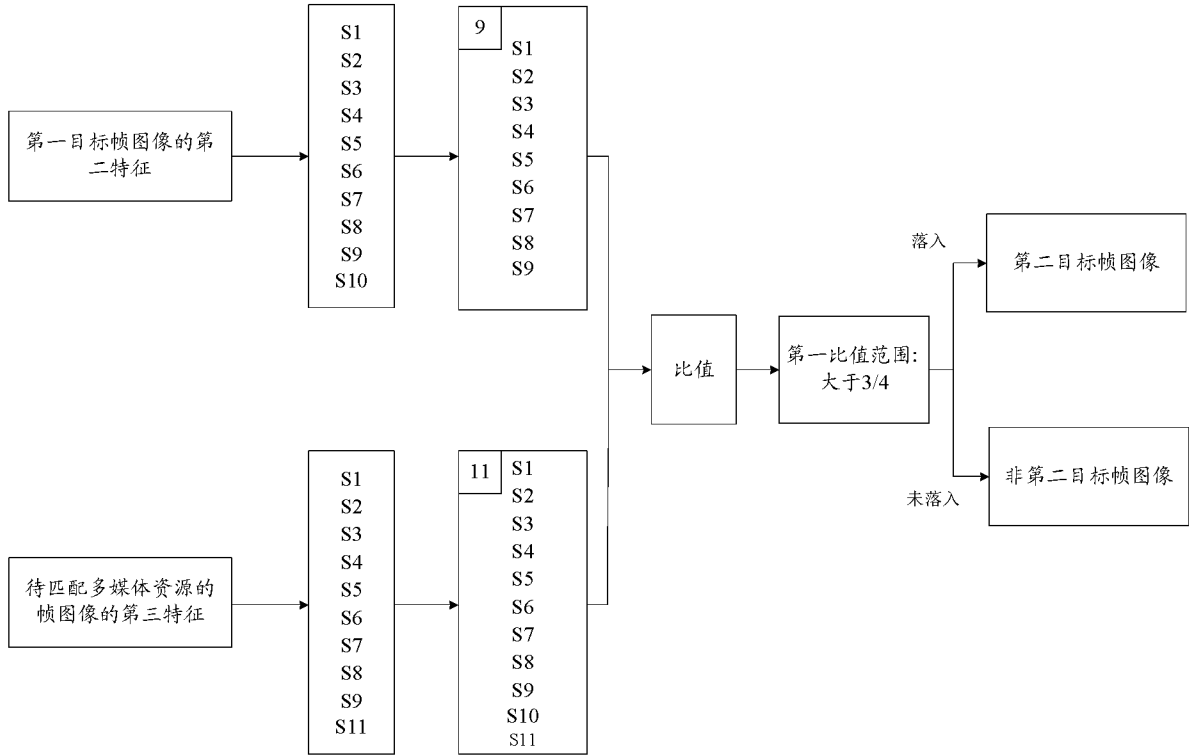 第一目标帧图像的第
二特征
S1
S2
S3
S4
S5
S6
S7
S8
S9
S10
9
S1
S2
S3
S4
S5
S6
S7
S8
S9
待匹配多媒体资源的
帧图像的第三特征
S1
S2
S3
S4
S5
S6
S7
S8
S9
S11
11
S1
S2
S3
S4
S5
S6
S7
S8
S9
S10
S11
比值
第一比值范围:
大于3/4
落入
第二目标帧图像
未落入
非第二目标帧图像